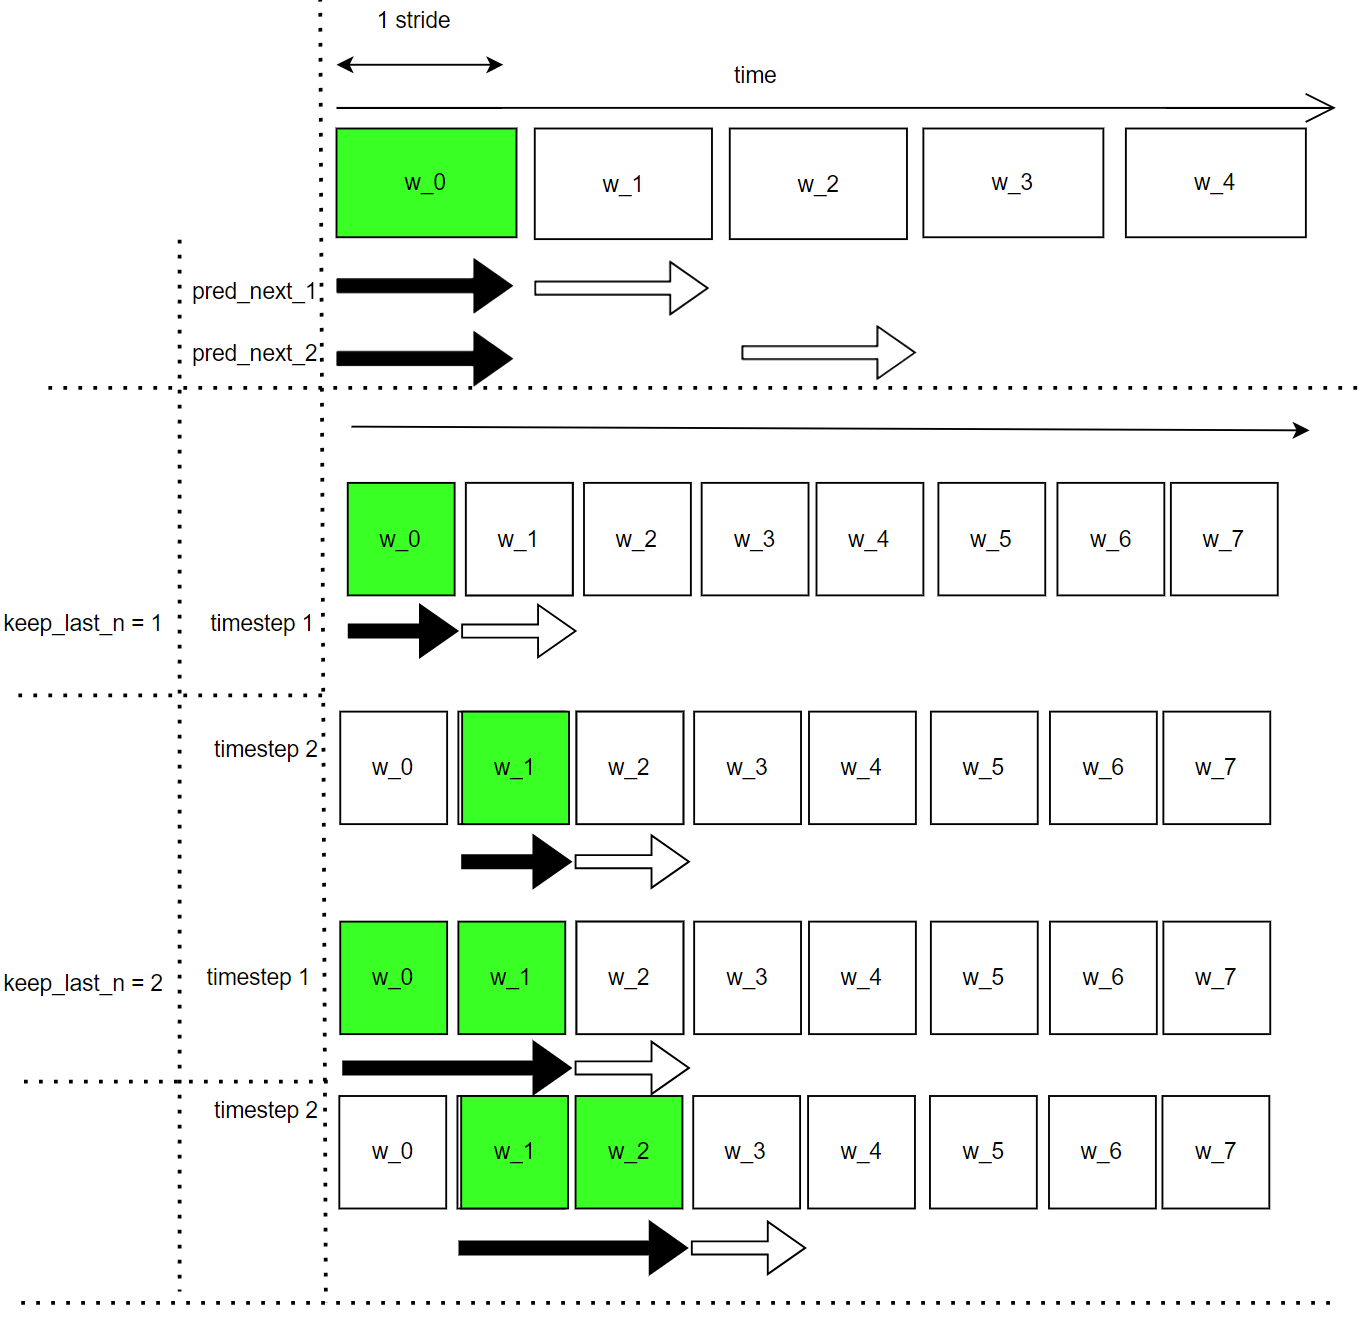 1 stride
time
w_0 w_1 w_2 w_3 w_4
pred_next_1
pred_next_2
w_0 w_1 w_2 w_3 w_4 w_5 w_6 w_7
keep_last_n = 1 timestep 1
timestep 2
w_0 w_1 w_2 w_3 w_4 w_5 w_6 w_7
keep_last_n = 2 timestep 1 w_0 w_1 w_2 w_3 w_4 w_5 w_6 w_7
timestep 2
w_0 w_1 w_2 w_3 w_4 w_5 w_6 w_7